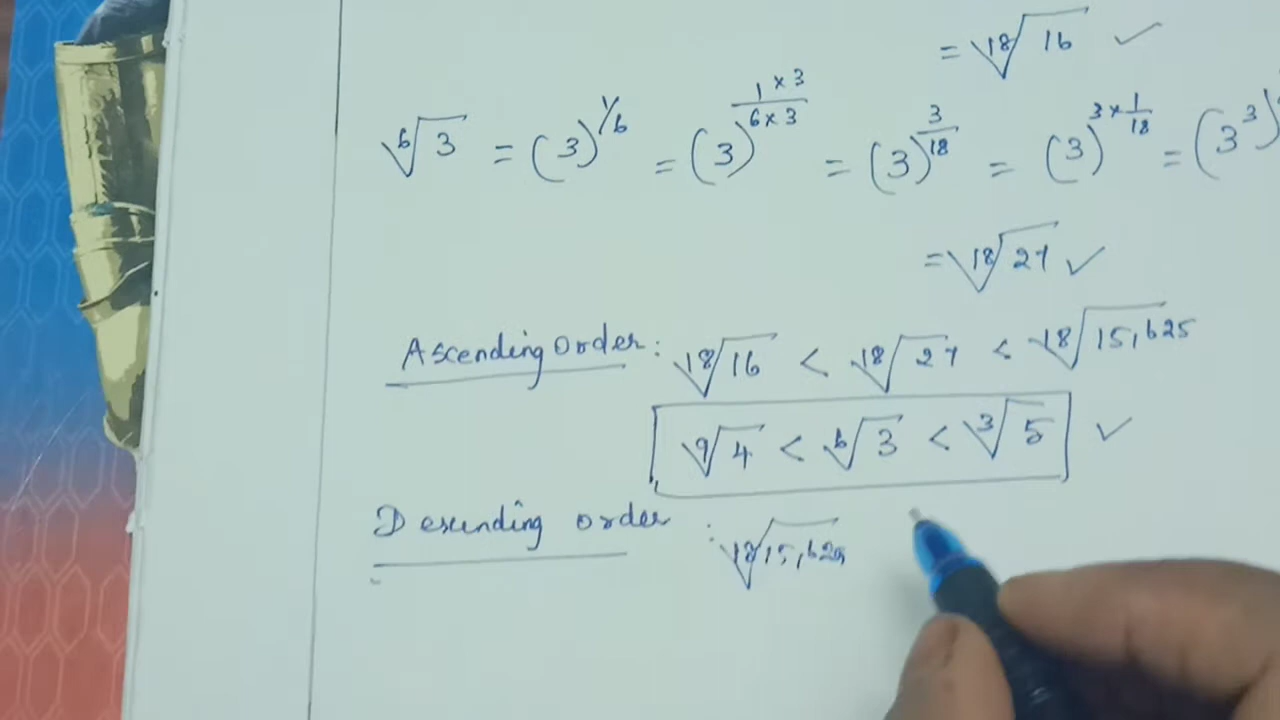 = ¹⁸√16 ✓
⁶√3 = (3)^1/6 = (3)^(1×3)/(6×3) = (3)^3/18 = (3)^3×1/18 = (3³)
= ¹⁸√27 ✓
Ascending Order : ¹⁸√16 < ¹⁸√27 < ¹⁸√15,625
⁹√4 < ⁶√3 < ³√5 ✓
Descending order : ¹⁸√15,625